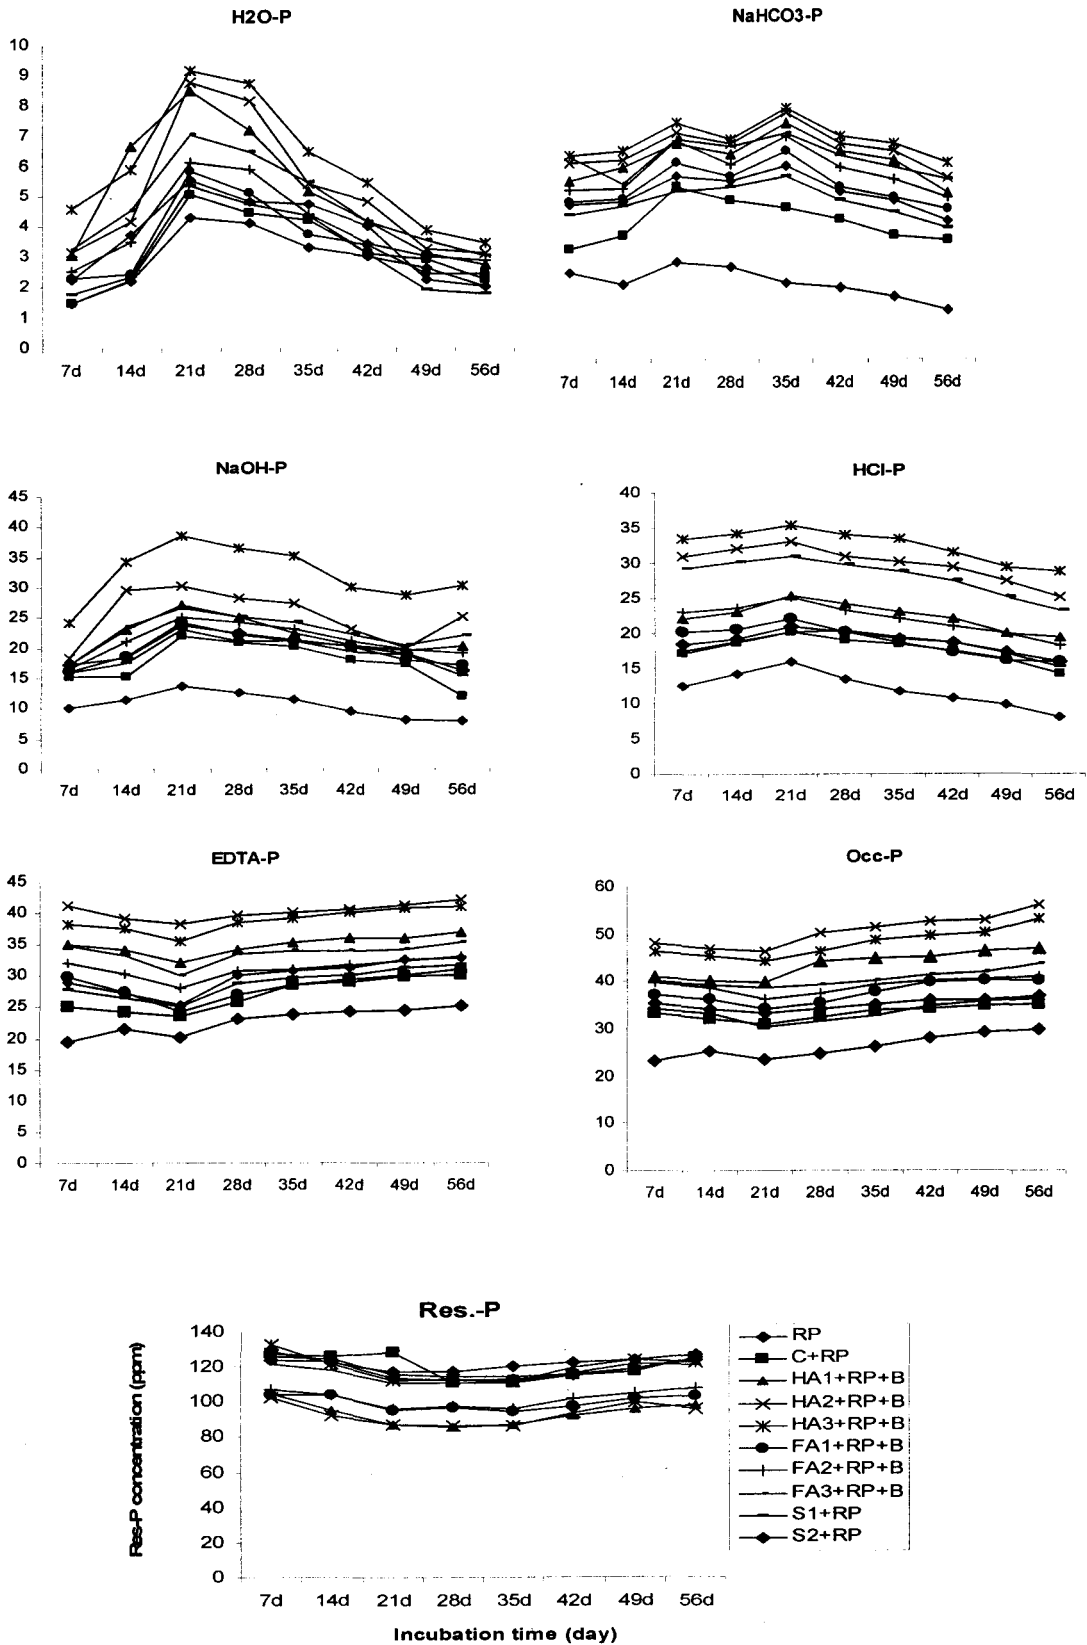 H2O-P
10
9
8
7
6
5
4
3
2
1
0
7d 14d 21d 28d 35d 42d 49d 56d
NaHCO3-P
7d 14d 21d 28d 35d 42d 49d 56d
NaOH-P
45
40
35
30
25
20
15
10
5
0
7d 14d 21d 28d 35d 42d 49d 56d
HCl-P
40
35
30
25
20
15
10
5
0
7d 14d 21d 28d 35d 42d 49d 56d
EDTA-P
45
40
35
30
25
20
15
10
5
0
7d 14d 21d 28d 35d 42d 49d 56d
Occ-P
60
50
40
30
20
10
0
7d 14d 21d 28d 35d 42d 49d 56d
Res.-P
Res-P concentration (ppm)
140
120
100
80
60
40
20
0
7d 14d 21d 28d 35d 42d 49d 56d
Incubation time (day)
RP
C+RP
HA1+RP+B
HA2+RP+B
HA3+RP+B
FA1+RP+B
FA2+RP+B
FA3+RP+B
S1+RP
S2+RP